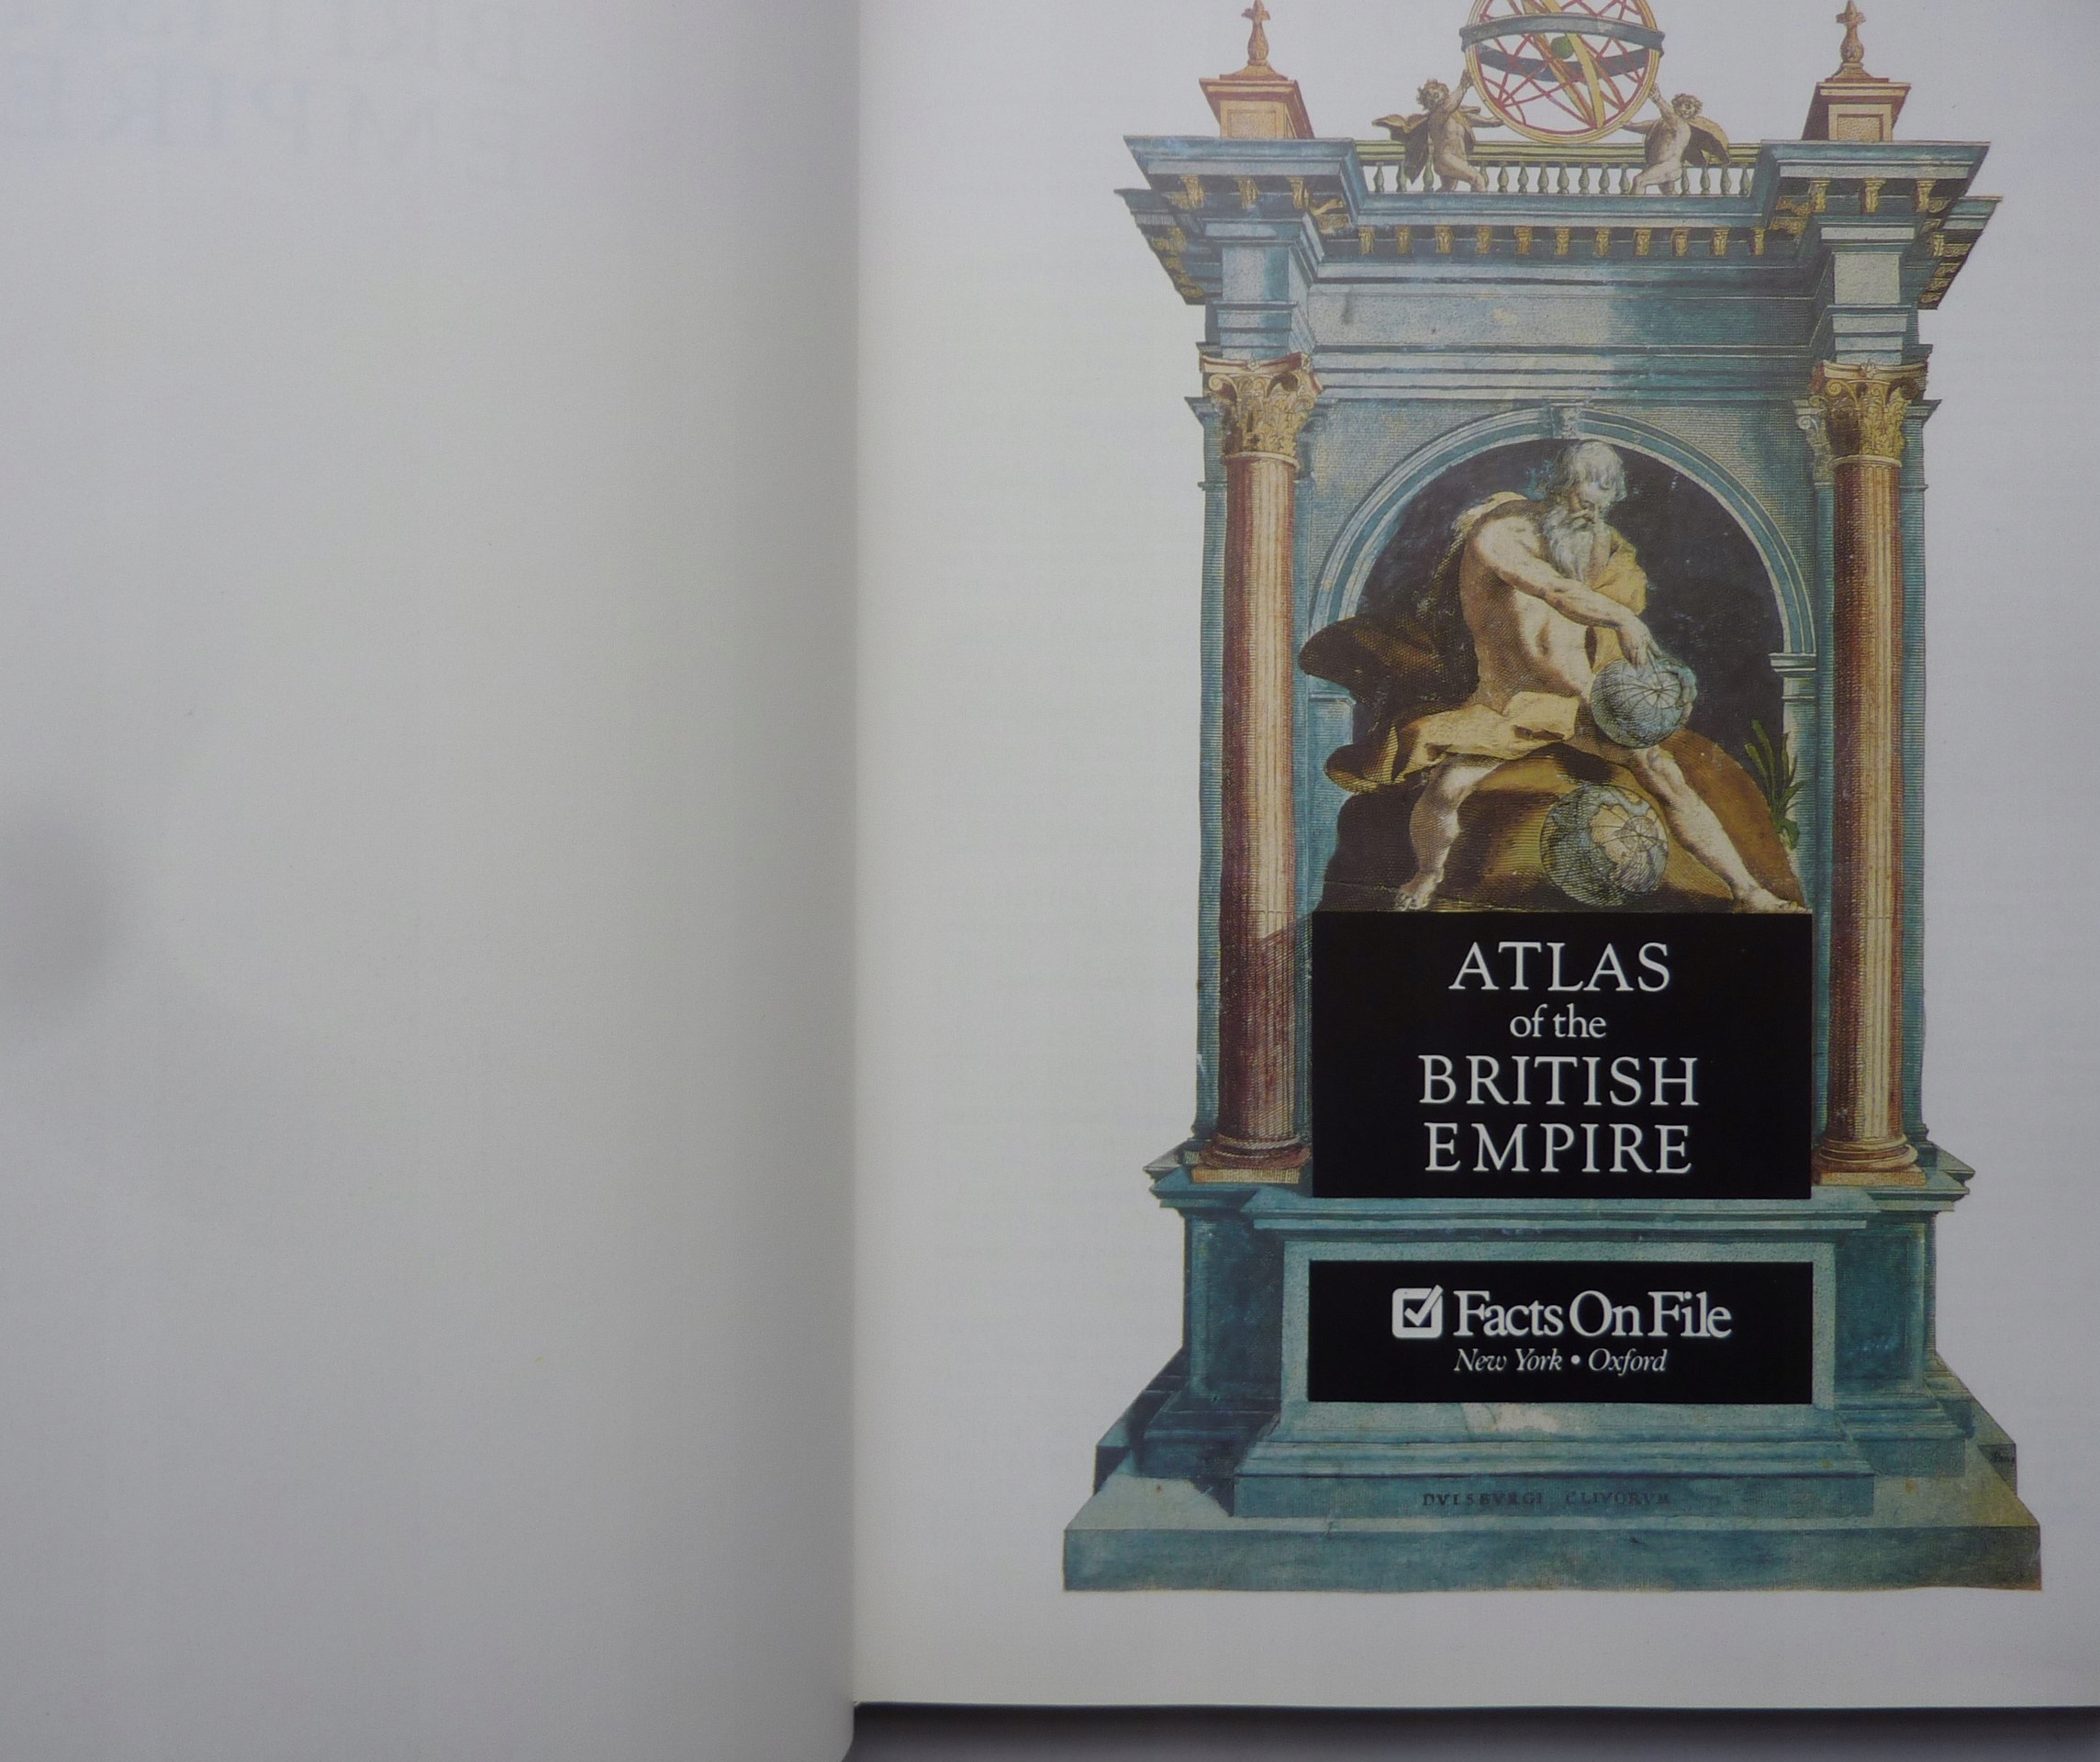 ATLAS
of the
BRITISH
EMPIRE
Facts On File
New York • Oxford
DVISBVRGI CLIVORVM